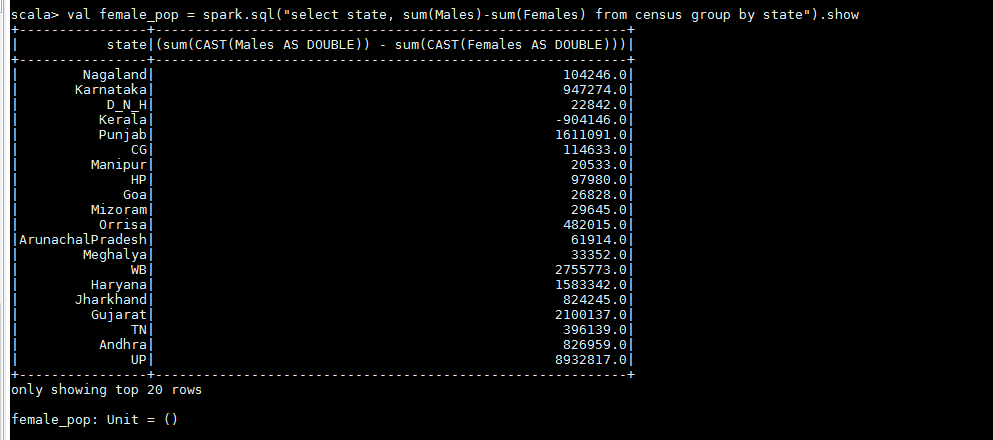 scala> val female_pop = spark.sql("select state, sum(Males)-sum(Females) from census group by state").show
+----------------+------------------------------------------------------------+
|           state|(sum(CAST(Males AS DOUBLE)) - sum(CAST(Females AS DOUBLE)))|
+----------------+------------------------------------------------------------+
|        Nagaland|                                                   104246.0|
|       Karnataka|                                                   947274.0|
|           D_N_H|                                                    22842.0|
|          Kerala|                                                  -904146.0|
|          Punjab|                                                  1611091.0|
|              CG|                                                   114633.0|
|         Manipur|                                                    20533.0|
|              HP|                                                    97980.0|
|             Goa|                                                    26828.0|
|         Mizoram|                                                    29645.0|
|          Orrisa|                                                   482015.0|
|ArunachalPradesh|                                                    61914.0|
|        Meghalya|                                                    33352.0|
|              WB|                                                  2755773.0|
|         Haryana|                                                  1583342.0|
|       Jharkhand|                                                   824245.0|
|         Gujarat|                                                  2100137.0|
|              TN|                                                   396139.0|
|          Andhra|                                                   826959.0|
|              UP|                                                  8932817.0|
+----------------+------------------------------------------------------------+
only showing top 20 rows
female_pop: Unit = ()